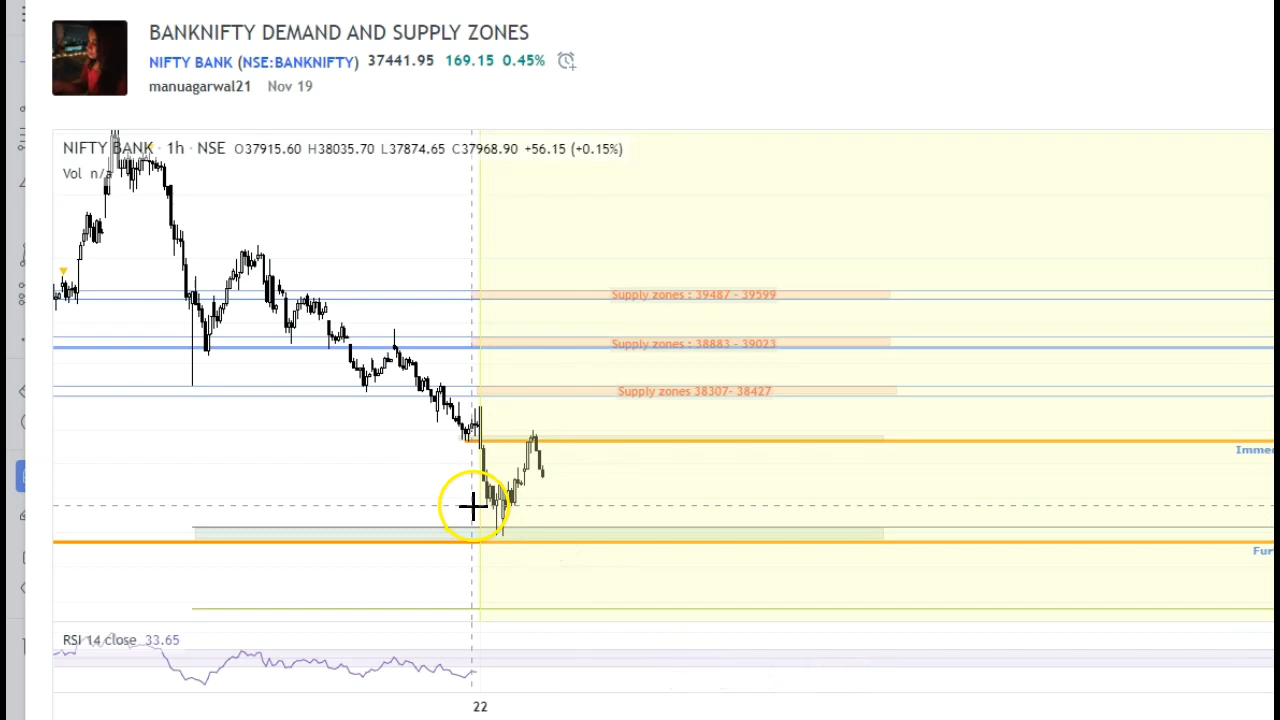 BANKNIFTY DEMAND AND SUPPLY ZONES
NIFTY BANK (NSE:BANKNIFTY) 37441.95 169.15 0.45%
manuagarwal21 Nov 19
NIFTY BANK · 1h · NSE O37915.60 H38035.70 L37874.65 C37968.90 +56.15 (+0.15%)
Vol n/a
Supply zones : 39487 - 39599
Supply zones : 38883 - 39023
Supply zones 38307- 38427
Immed
Fur
RSI 14 close 33.65
22